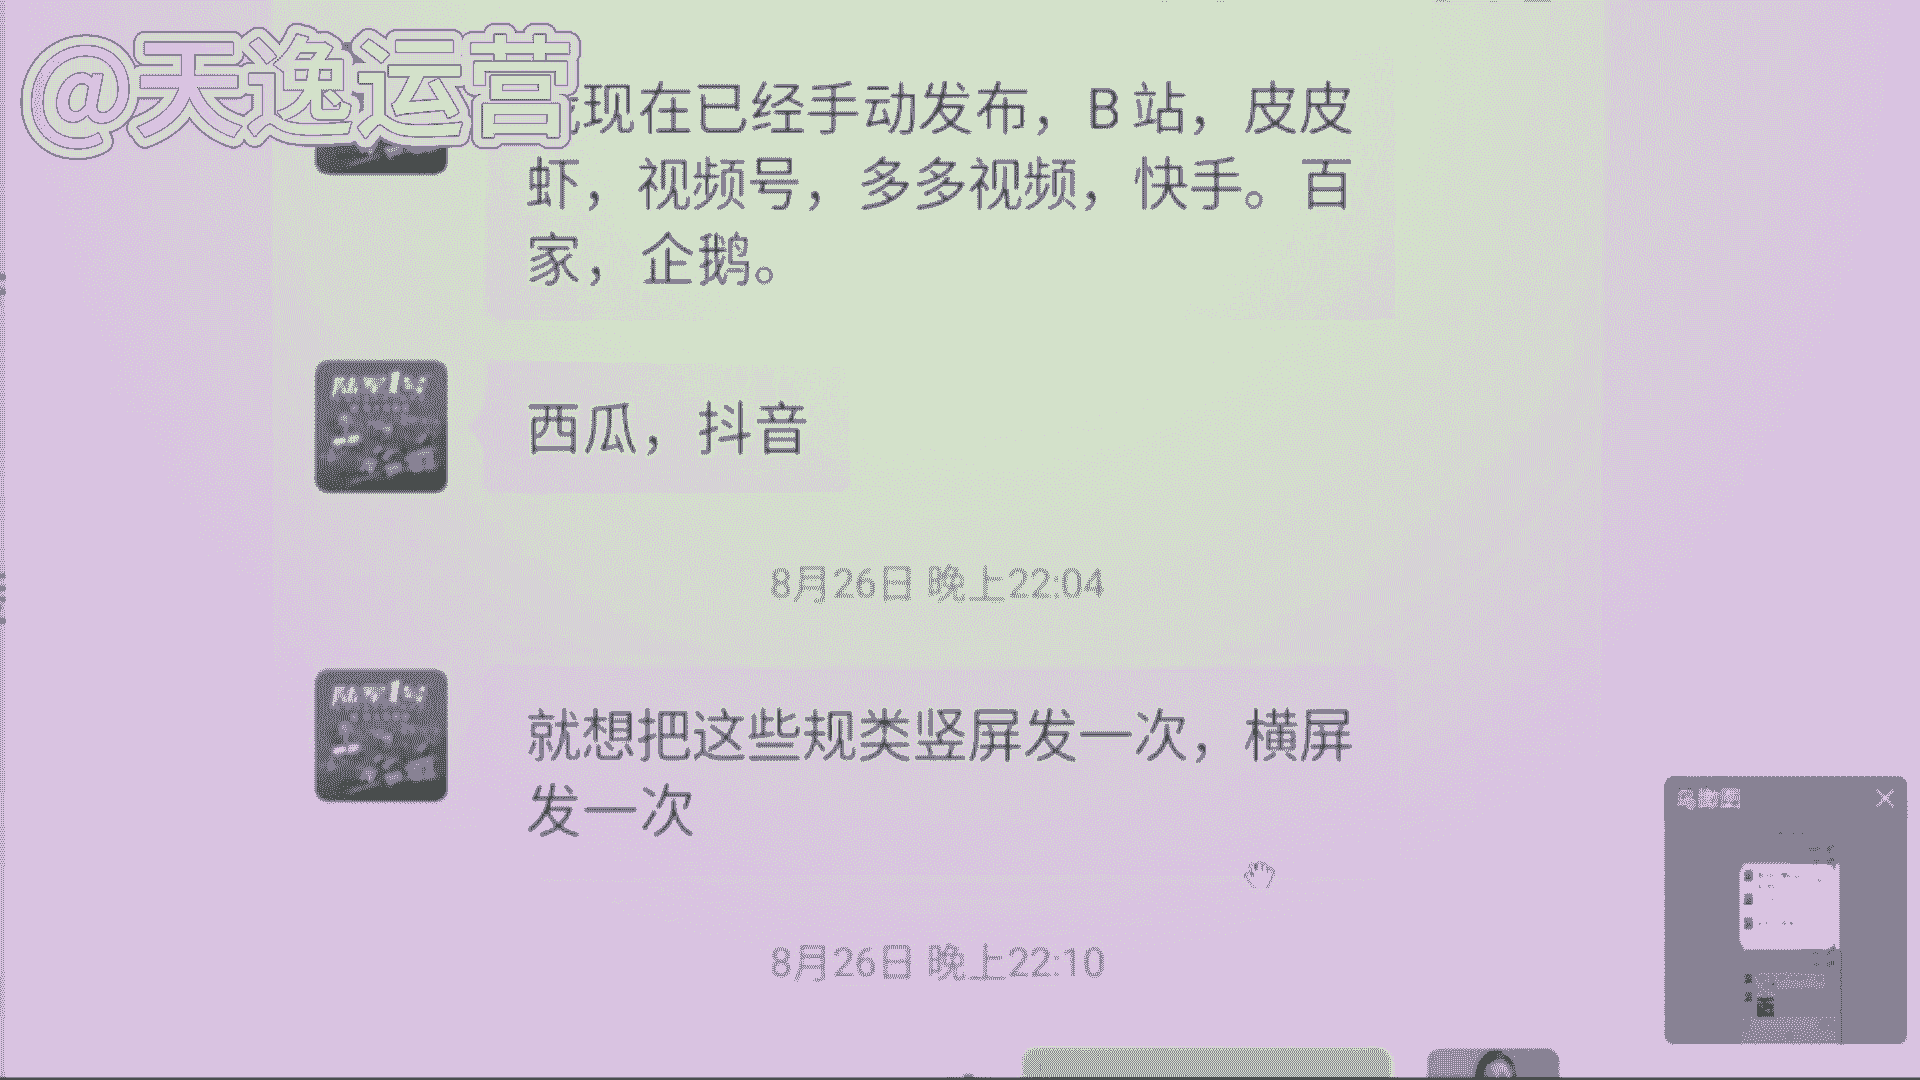 @天逸运营
现在已经手动发布，B 站，皮皮
虾，视频号，多多视频，快手。百
家，企鹅。
西瓜，抖音
8月26日 晚上22:04
就想把这些规类竖屏发一次，横屏
发一次
8月26日 晚上22:10
鸟瞰图